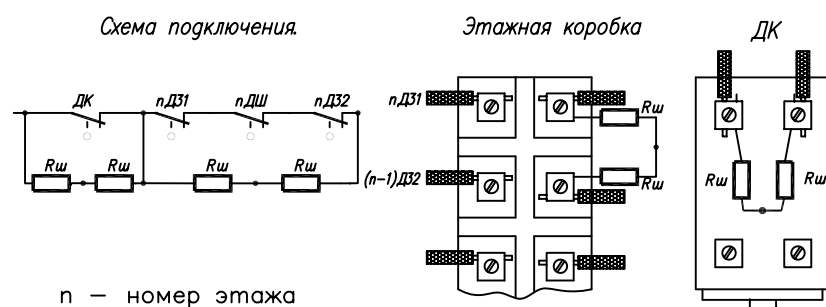 Схема подключения.
Этажная коробка
ДК
ДК
nДЗ1
nДШ
nДЗ2
Rш
Rш
Rш
Rш
nДЗ1
Rш
(n-1)ДЗ2
Rш
Rш
Rш
n – номер этажа